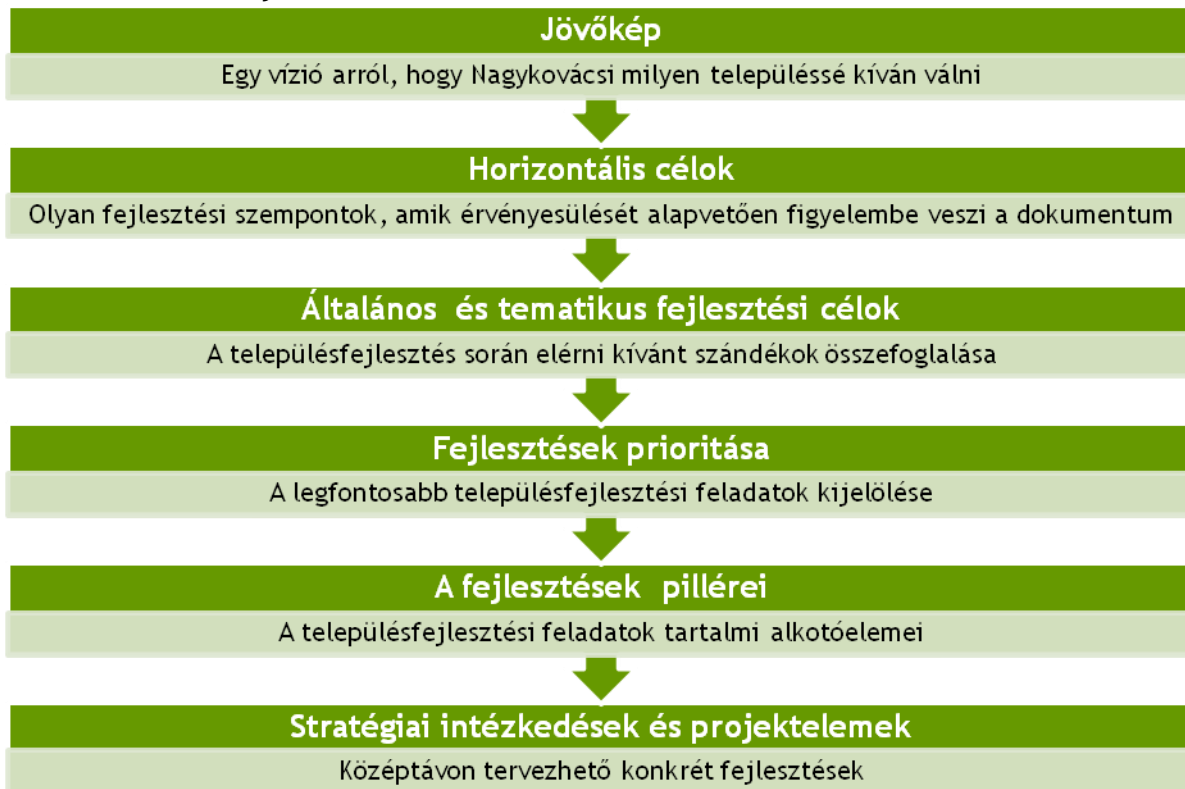 Jövőkép
Egy vízió arról, hogy Nagykovácsi milyen településsé kíván válni
Horizontális célok
Olyan fejlesztési szempontok, amik érvényesülését alapvetően figyelembe veszi a dokumentum
Általános és tematikus fejlesztési célok
A településfejlesztés során elérni kívánt szándékok összefoglalása
Fejlesztések prioritása
A legfontosabb településfejlesztési feladatok kijelölése
A fejlesztések pillérei
A településfejlesztési feladatok tartalmi alkotóelemei
Stratégiai intézkedések és projektelemek
Középtávon tervezhető konkrét fejlesztések